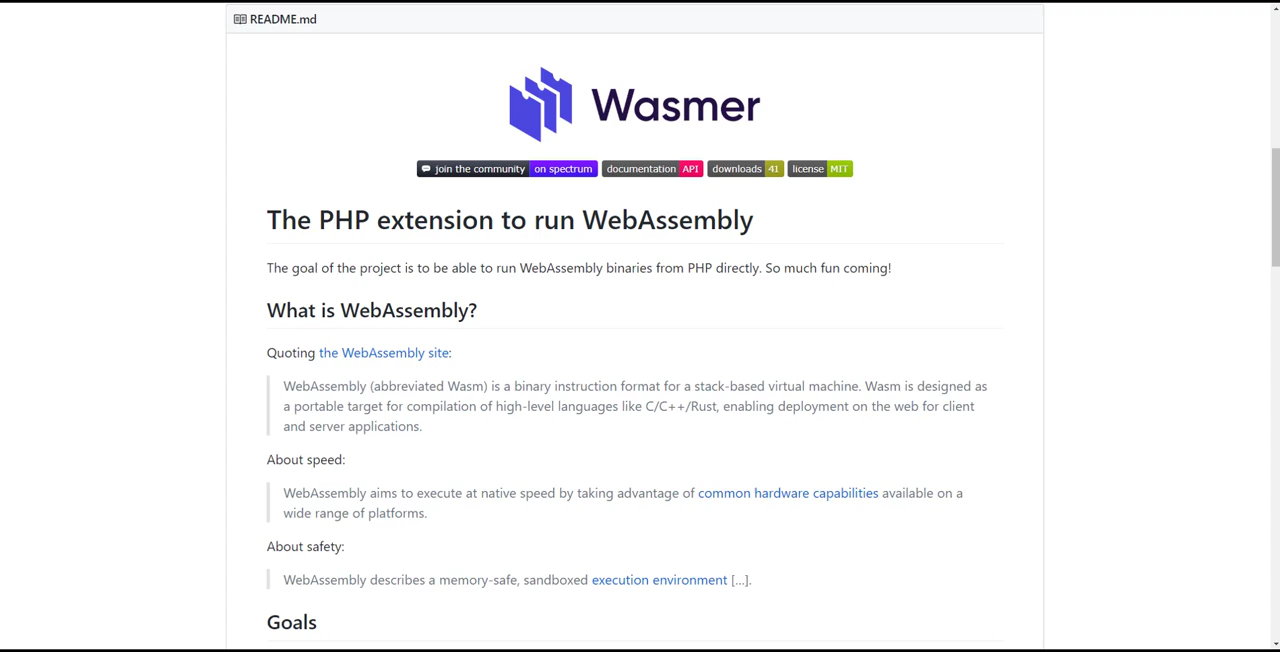 README.md
Wasmer
join the community on spectrum documentation API downloads 41 license MIT
The PHP extension to run WebAssembly
The goal of the project is to be able to run WebAssembly binaries from PHP directly. So much fun coming!
What is WebAssembly?
Quoting the WebAssembly site:
WebAssembly (abbreviated Wasm) is a binary instruction format for a stack-based virtual machine. Wasm is designed as
a portable target for compilation of high-level languages like C/C++/Rust, enabling deployment on the web for client
and server applications.
About speed:
WebAssembly aims to execute at native speed by taking advantage of common hardware capabilities available on a
wide range of platforms.
About safety:
WebAssembly describes a memory-safe, sandboxed execution environment […].
Goals